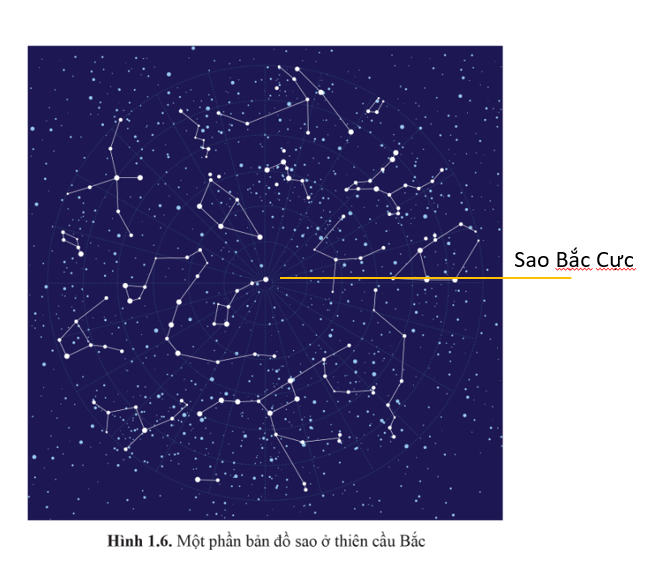 Sao Bắc Cực
Hình 1.6. Một phần bản đồ sao ở thiên cầu Bắc